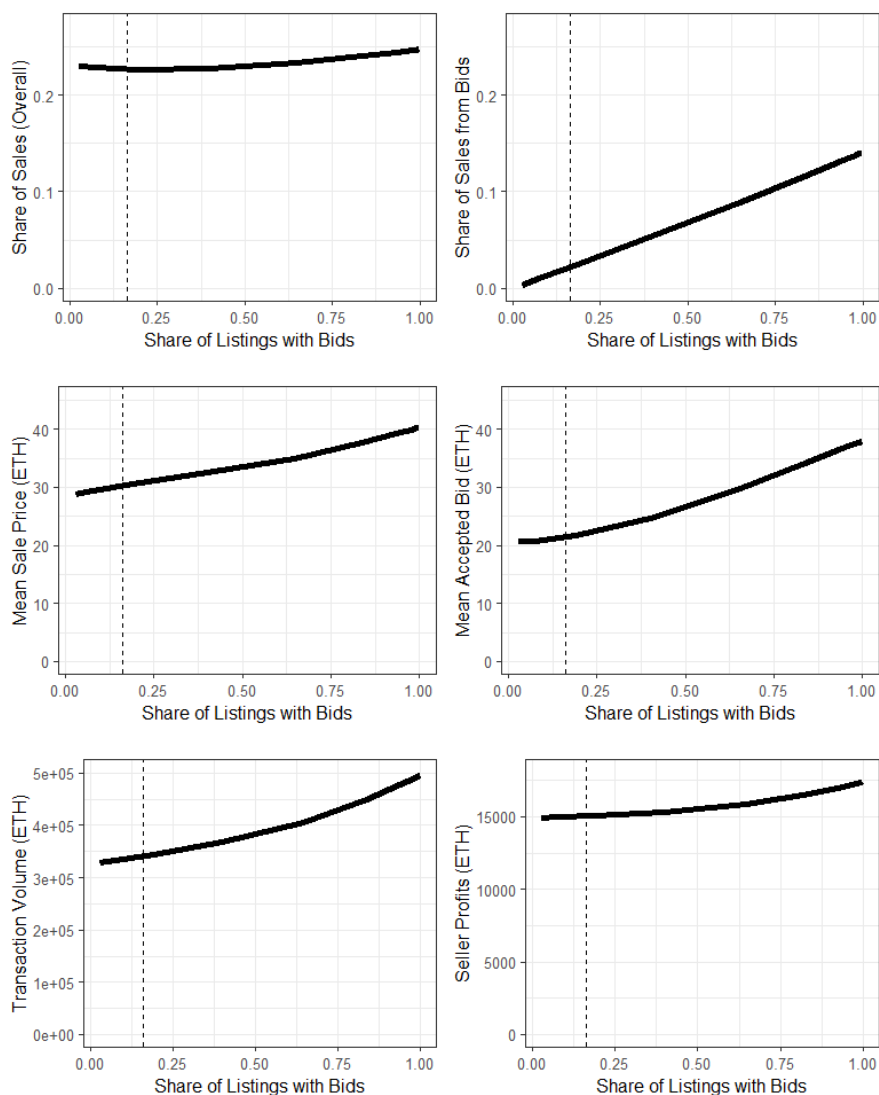 Share of Sales (Overall)
0.2
0.1
0.0
0.00 0.25 0.50 0.75 1.00
Share of Listings with Bids
Share of Sales from Bids
0.2
0.1
0.0
0.00 0.25 0.50 0.75 1.00
Share of Listings with Bids
Mean Sale Price (ETH)
40
30
20
10
0
0.00 0.25 0.50 0.75 1.00
Share of Listings with Bids
Mean Accepted Bid (ETH)
40
30
20
10
0
0.00 0.25 0.50 0.75 1.00
Share of Listings with Bids
Transaction Volume (ETH)
5e+05
4e+05
3e+05
2e+05
1e+05
0e+00
0.00 0.25 0.50 0.75 1.00
Share of Listings with Bids
Seller Profits (ETH)
15000
10000
5000
0
0.00 0.25 0.50 0.75 1.00
Share of Listings with Bids